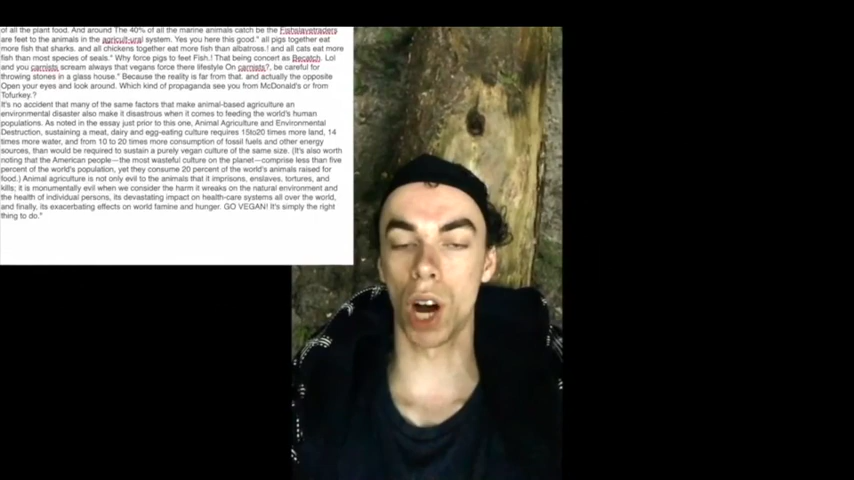 of all the plant food. And around The 40% of all the marine animals catch be the Fishslavetraders
are feet to the animals in the agricult-ural system. Yes you here this good." all pigs together eat
more fish that sharks. and all chickens together eat more fish than albatross.! and all cats eat more
fish than most species of seals." Why force pigs to feet Fish.! That being concert as Becatch. Lol
and you carnists scream always that vegans force there lifestyle On carnists?, be careful for
throwing stones in a glass house." Because the reality is far from that. and actually the opposite
Open your eyes and look around. Which kind of propaganda see you from McDonald's or from
Tofurkey.?
It's no accident that many of the same factors that make animal-based agriculture an
environmental disaster also make it disastrous when it comes to feeding the world's human
populations. As noted in the essay just prior to this one, Animal Agriculture and Environmental
Destruction, sustaining a meat, dairy and egg-eating culture requires 15to20 times more land, 14
times more water, and from 10 to 20 times more consumption of fossil fuels and other energy
sources, than would be required to sustain a purely vegan culture of the same size. (It's also worth
noting that the American people—the most wasteful culture on the planet—comprise less than five
percent of the world's population, yet they consume 20 percent of the world's animals raised for
food.) Animal agriculture is not only evil to the animals that it imprisons, enslaves, tortures, and
kills; it is monumentally evil when we consider the harm it wreaks on the natural environment and
the health of individual persons, its devastating impact on health-care systems all over the world,
and finally, its exacerbating effects on world famine and hunger. GO VEGAN! It's simply the right
thing to do."